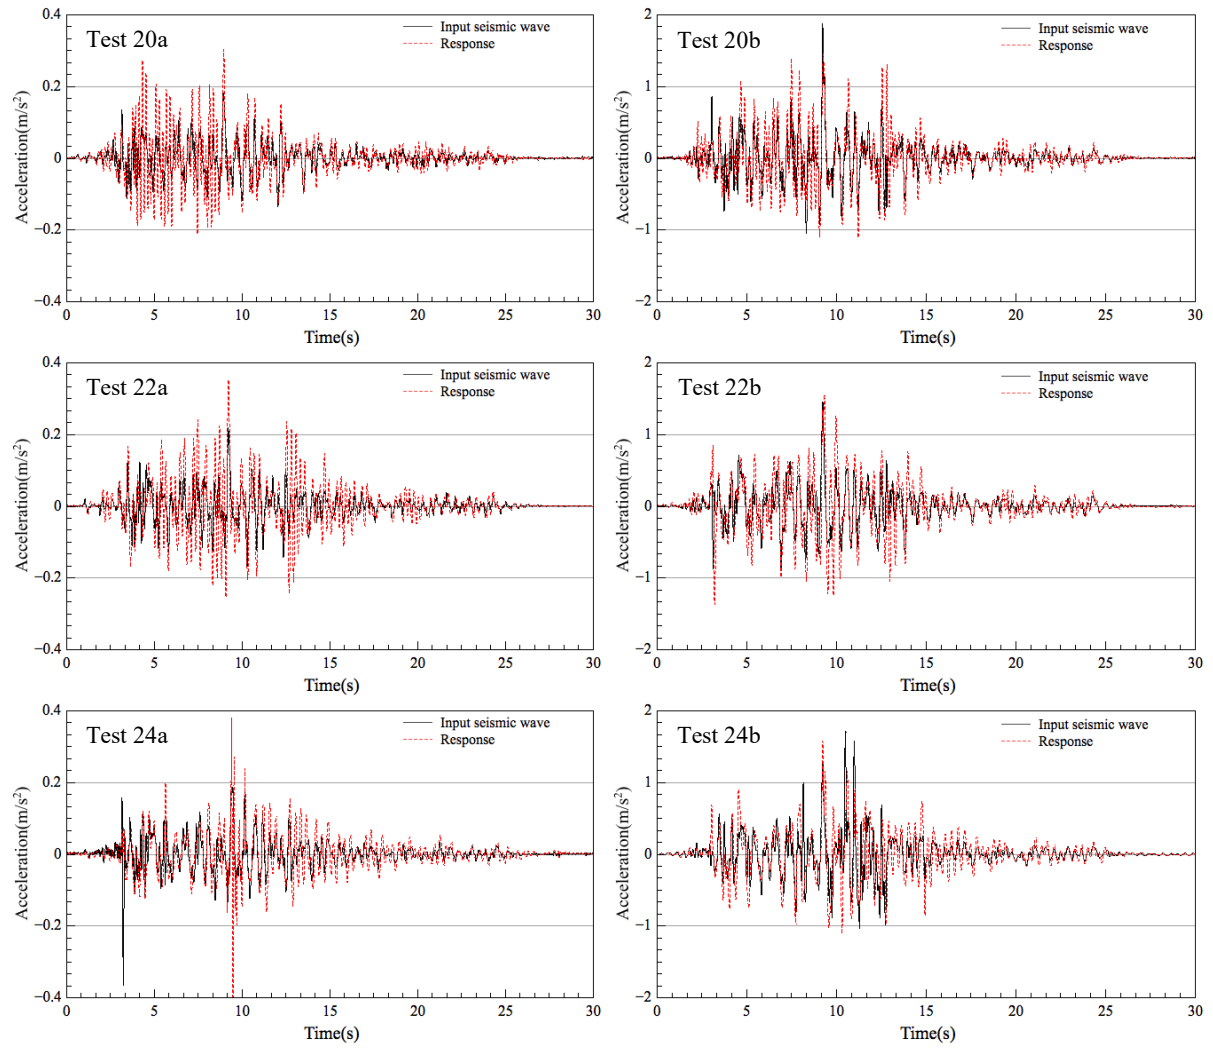 Test 20a
Input seismic wave
Response
Acceleration(m/s²)
0.4
0.2
0
−0.2
−0.4
0 5 10 15 20 25 30
Time(s)
Test 20b
Input seismic wave
Response
Acceleration(m/s²)
2
1
0
−1
−2
0 5 10 15 20 25 30
Time(s)
Test 22a
Input seismic wave
Response
Acceleration(m/s²)
0.4
0.2
0
−0.2
−0.4
0 5 10 15 20 25 30
Time(s)
Test 22b
Input seismic wave
Response
Acceleration(m/s²)
2
1
0
−1
−2
0 5 10 15 20 25 30
Time(s)
Test 24a
Input seismic wave
Response
Acceleration(m/s²)
0.4
0.2
0
−0.2
−0.4
0 5 10 15 20 25 30
Time(s)
Test 24b
Input seismic wave
Response
Acceleration(m/s²)
2
1
0
−1
−2
0 5 10 15 20 25 30
Time(s)